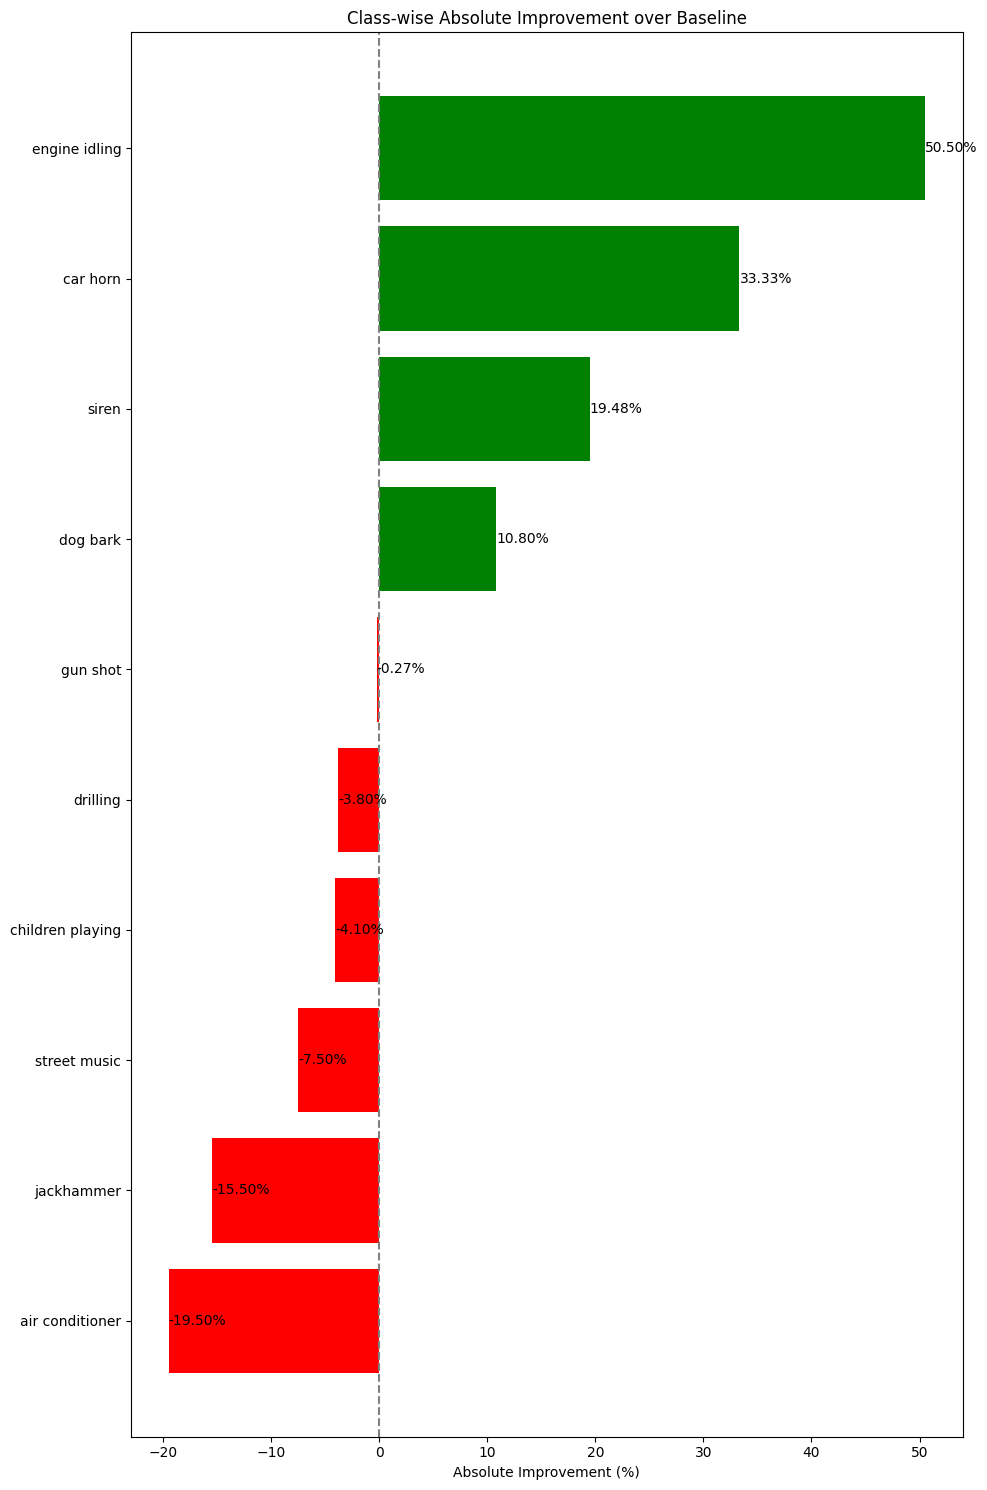 Class-wise Absolute Improvement over Baseline
engine idling
50.50%
car horn
33.33%
siren
19.48%
dog bark
10.80%
gun shot
-0.27%
drilling
-3.80%
children playing
-4.10%
street music
-7.50%
jackhammer
-15.50%
air conditioner
-19.50%
−20 −10 0 10 20 30 40 50
Absolute Improvement (%)